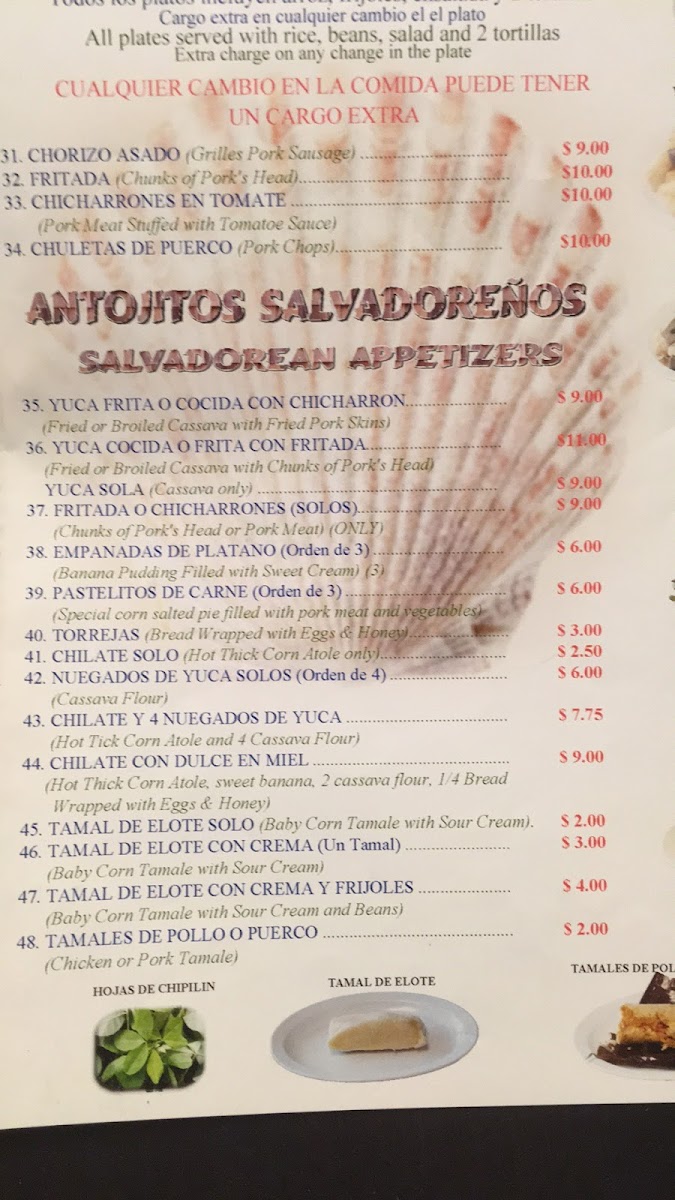 Cargo extra en cualquier cambio el el plato
All plates served with rice, beans, salad and 2 tortillas
Extra charge on any change in the plate
CUALQUIER CAMBIO EN LA COMIDA PUEDE TENER
UN CARGO EXTRA
31. CHORIZO ASADO (Grilles Pork Sausage) ................................ $ 9.00
32. FRITADA (Chunks of Pork's Head)............................................. $10.00
33. CHICHARRONES EN TOMATE ............................................... $10.00
(Pork Meat Stuffed with Tomatoe Sauce)
34. CHULETAS DE PUERCO (Pork Chops)................................... $10.00
ANTOJITOS SALVADOREÑOS
SALVADOREAN APPETIZERS
35. YUCA FRITA O COCIDA CON CHICHARRON..................... $ 9.00
(Fried or Broiled Cassava with Fried Pork Skins)
36. YUCA COCIDA O FRITA CON FRITADA............................ $11.00
(Fried or Broiled Cassava with Chunks of Pork's Head)
YUCA SOLA (Cassava only) .................................................... $ 9.00
37. FRITADA O CHICHARRONES (SOLOS)................................ $ 9.00
(Chunks of Pork's Head or Pork Meat) (ONLY)
38. EMPANADAS DE PLATANO (Orden de 3)............................ $ 6.00
(Banana Pudding Filled with Sweet Cream) (3)
39. PASTELITOS DE CARNE (Orden de 3) ................................... $ 6.00
(Special corn salted pie filled with pork meat and vegetables)
40. TORREJAS (Bread Wrapped with Eggs & Honey)..................... $ 3.00
41. CHILATE SOLO (Hot Thick Corn Atole only)........................... $ 2.50
42. NUEGADOS DE YUCA SOLOS (Orden de 4) ......................... $ 6.00
(Cassava Flour)
43. CHILATE Y 4 NUEGADOS DE YUCA ................................... $ 7.75
(Hot Tick Corn Atole and 4 Cassava Flour)
44. CHILATE CON DULCE EN MIEL .......................................... $ 9.00
(Hot Thick Corn Atole, sweet banana, 2 cassava flour, 1/4 Bread
Wrapped with Eggs & Honey)
45. TAMAL DE ELOTE SOLO (Baby Corn Tamale with Sour Cream). $ 2.00
46. TAMAL DE ELOTE CON CREMA (Un Tamal) ...................... $ 3.00
(Baby Corn Tamale with Sour Cream)
47. TAMAL DE ELOTE CON CREMA Y FRIJOLES .................... $ 4.00
(Baby Corn Tamale with Sour Cream and Beans)
48. TAMALES DE POLLO O PUERCO ......................................... $ 2.00
(Chicken or Pork Tamale)
HOJAS DE CHIPILIN
TAMAL DE ELOTE
TAMALES DE POL